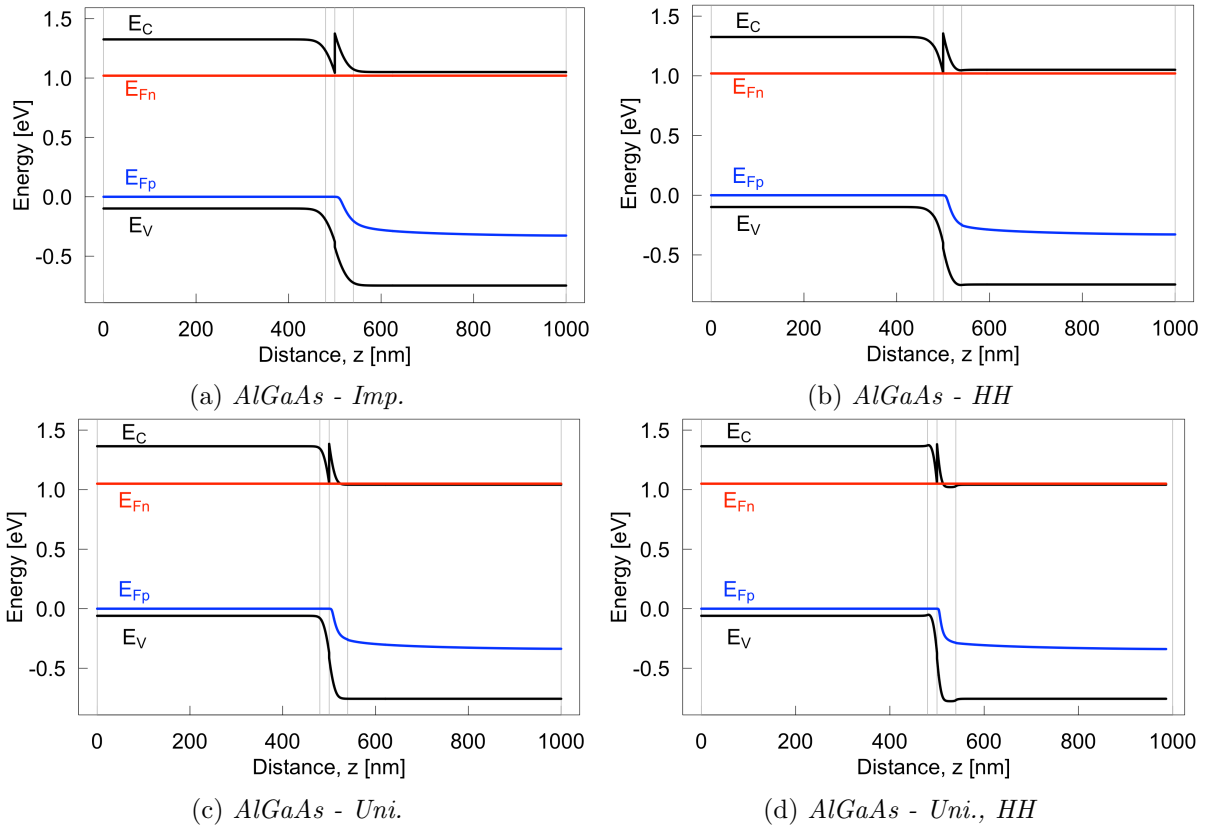 1.5
1.0
0.5
0.0
-0.5
Energy [eV]
E_C
E_Fn
E_Fp
E_V
0 200 400 600 800 1000
Distance, z [nm]
(a) AlGaAs - Imp.
1.5
1.0
0.5
0.0
-0.5
Energy [eV]
E_C
E_Fn
E_Fp
E_V
0 200 400 600 800 1000
Distance, z [nm]
(b) AlGaAs - HH
1.5
1.0
0.5
0.0
-0.5
Energy [eV]
E_C
E_Fn
E_Fp
E_V
0 200 400 600 800 1000
Distance, z [nm]
(c) AlGaAs - Uni.
1.5
1.0
0.5
0.0
-0.5
Energy [eV]
E_C
E_Fn
E_Fp
E_V
0 200 400 600 800 1000
Distance, z [nm]
(d) AlGaAs - Uni., HH